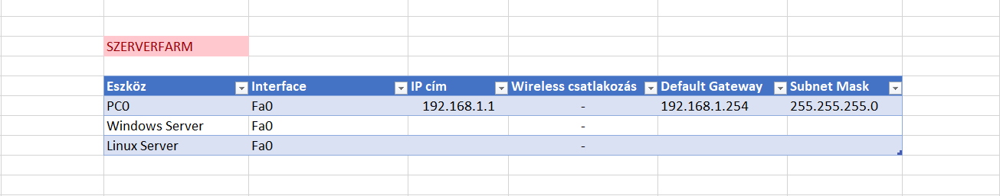 SZERVERFARM
Eszköz Interface IP cím Wireless csatlakozás Default Gateway Subnet Mask
PC0 Fa0 192.168.1.1 - 192.168.1.254 255.255.255.0
Windows Server Fa0 -
Linux Server Fa0 -